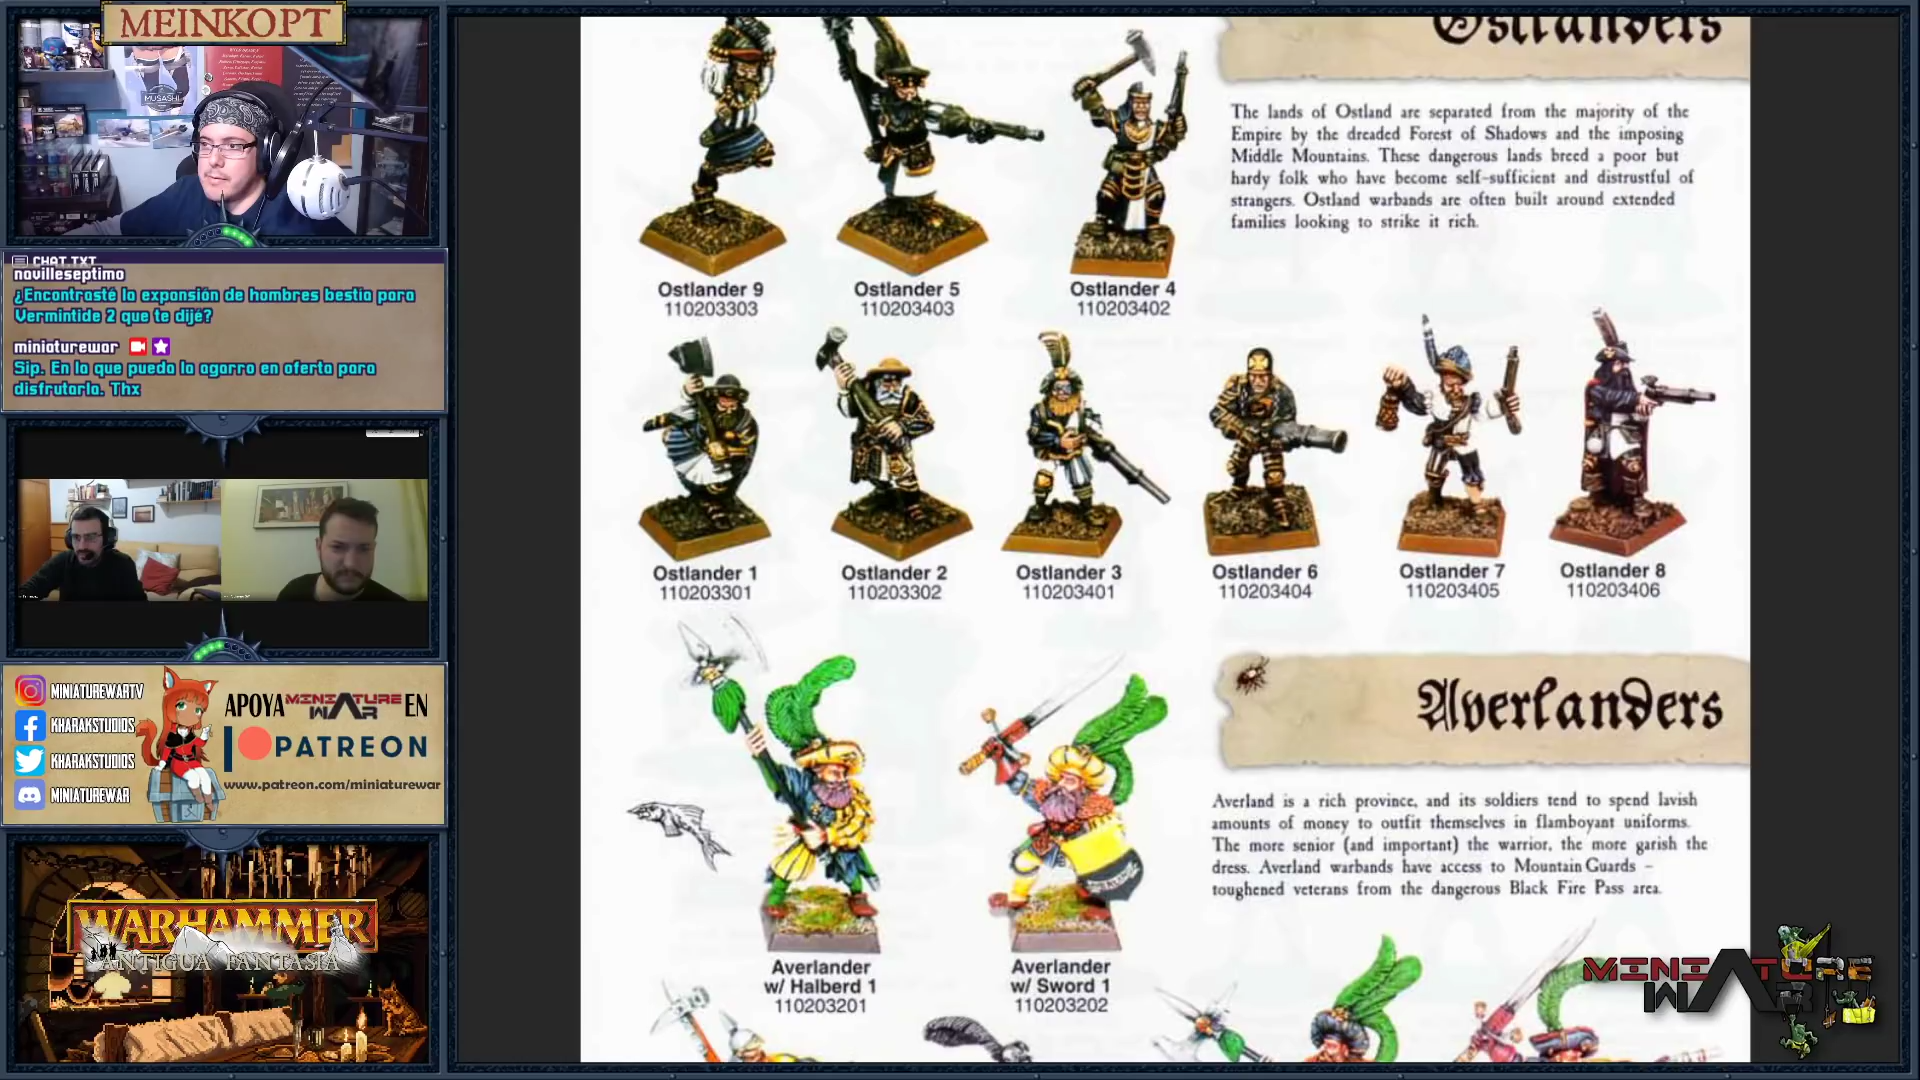 MEINKOPT
MUSASHI
CHAT.TXT
navilleseptimo
¿Encontrasté la expansión de hombres bestia para
Vermintide 2 que te dijé?
miniaturewar
Sip. En lo que pueda la agarro en oferta para
disfrutarla. Thx
MINIATUREWARTV
KHARAKSTUDIOS
KHARAKSTUDIOS
MINIATUREWAR
APOYA MINIATURE WAR EN
PATREON
www.patreon.com/miniaturewar
WARHAMMER
ANTIGUA FANTASIA
Ostlanders
The lands of Ostland are separated from the majority of the
Empire by the dreaded Forest of Shadows and the imposing
Middle Mountains. These dangerous lands breed a poor but
hardy folk who have become self-sufficient and distrustful of
strangers. Ostland warbands are often built around extended
families looking to strike it rich.
Ostlander 9
110203303
Ostlander 5
110203403
Ostlander 4
110203402
Ostlander 1
110203301
Ostlander 2
110203302
Ostlander 3
110203401
Ostlander 6
110203404
Ostlander 7
110203405
Ostlander 8
110203406
Averlanders
Averland is a rich province, and its soldiers tend to spend lavish
amounts of money to outfit themselves in flamboyant uniforms.
The more senior (and important) the warrior, the more garish the
dress. Averland warbands have access to Mountain Guards –
toughened veterans from the dangerous Black Fire Pass area.
Averlander
w/ Halberd 1
110203201
Averlander
w/ Sword 1
110203202
MINIATURE
WAR